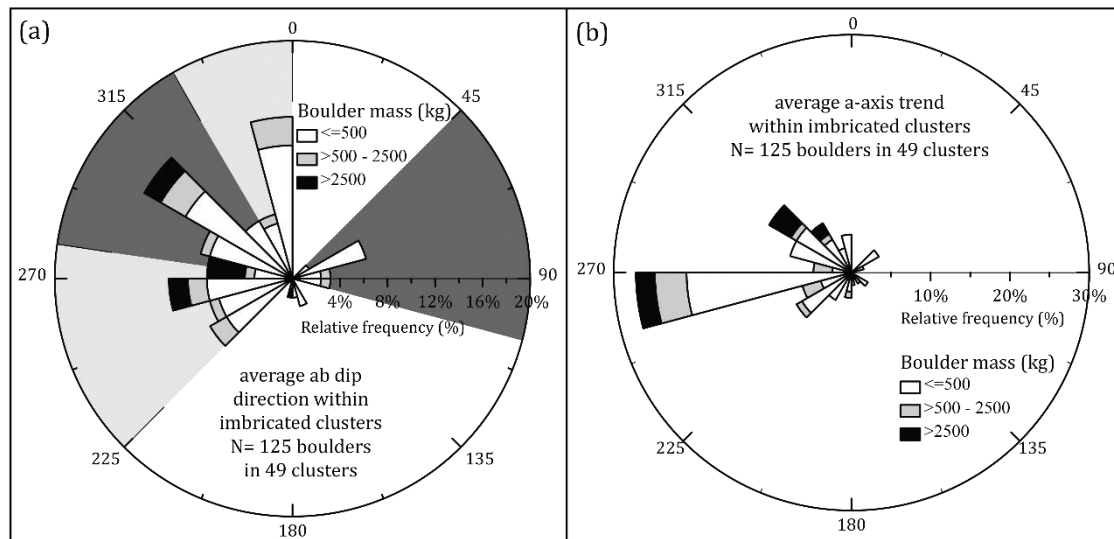 (a)
0
45
90
135
180
225
270
315
Boulder mass (kg)
<=500
>500 - 2500
>2500
4% 8% 12% 16% 20%
Relative frequency (%)
average ab dip
direction within
imbricated clusters
N= 125 boulders
in 49 clusters
(b)
0
45
90
135
180
225
270
315
average a-axis trend
within imbricated clusters
N= 125 boulders in 49 clusters
10% 20% 30%
Relative frequency (%)
Boulder mass (kg)
<=500
>500 - 2500
>2500